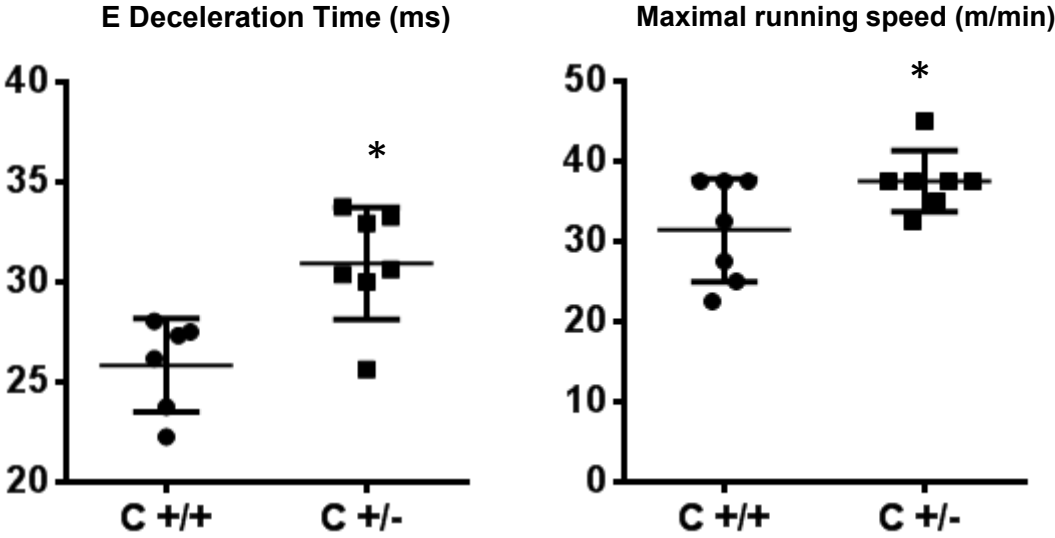 E Deceleration Time (ms)
40
35
30
25
20
*
C +/+
C +/-
Maximal running speed (m/min)
50
40
30
20
10
0
*
C +/+
C +/-